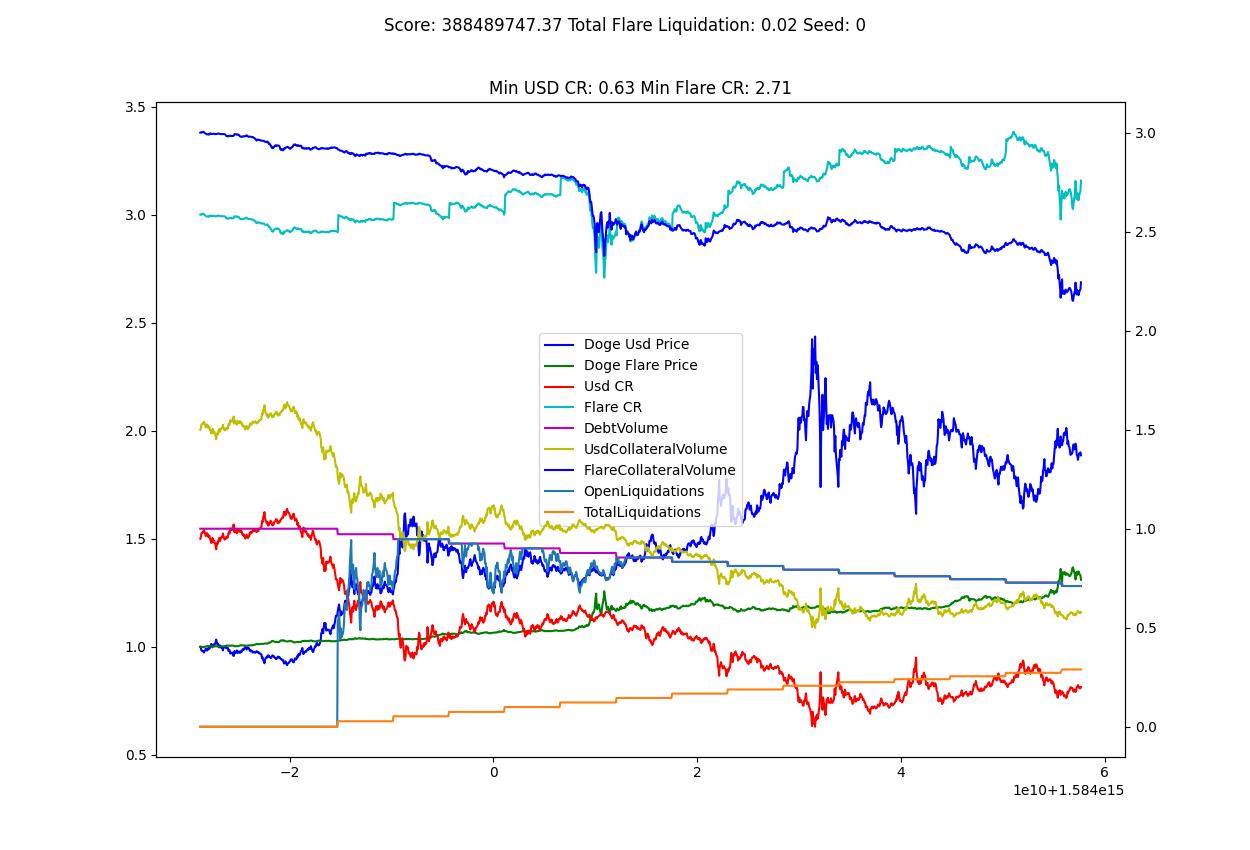 Score: 388489747.37 Total Flare Liquidation: 0.02 Seed: 0
Min USD CR: 0.63 Min Flare CR: 2.71
3.5
3.0
2.5
2.0
1.5
1.0
0.5
3.0
2.5
2.0
1.5
1.0
0.5
0.0
Doge Usd Price
Doge Flare Price
Usd CR
Flare CR
DebtVolume
UsdCollateralVolume
FlareCollateralVolume
OpenLiquidations
TotalLiquidations
−2 0 2 4 6
1e10+1.584e15